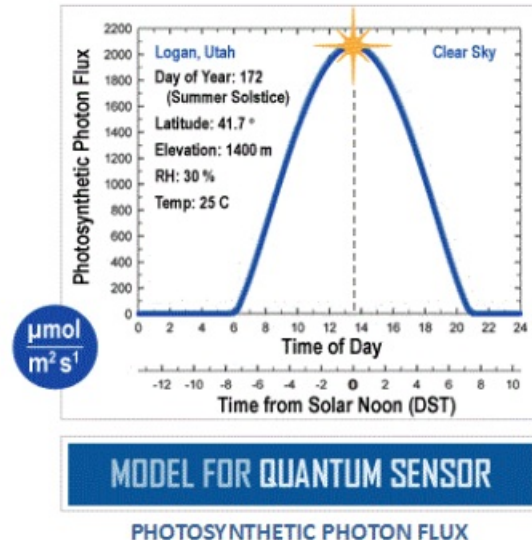 Photosynthetic Photon Flux
2200
2000
1800
1600
1400
1200
1000
800
600
400
200
0
Logan, Utah
Clear Sky
Day of Year: 172
(Summer Solstice)
Latitude: 41.7 °
Elevation: 1400 m
RH: 30 %
Temp: 25 C
µmol
m² s¹
0 2 4 6 8 10 12 14 16 18 20 22 24
Time of Day
-12 -10 -8 -6 -4 -2 0 2 4 6 8 10
Time from Solar Noon (DST)
MODEL FOR QUANTUM SENSOR
PHOTOSYNTHETIC PHOTON FLUX